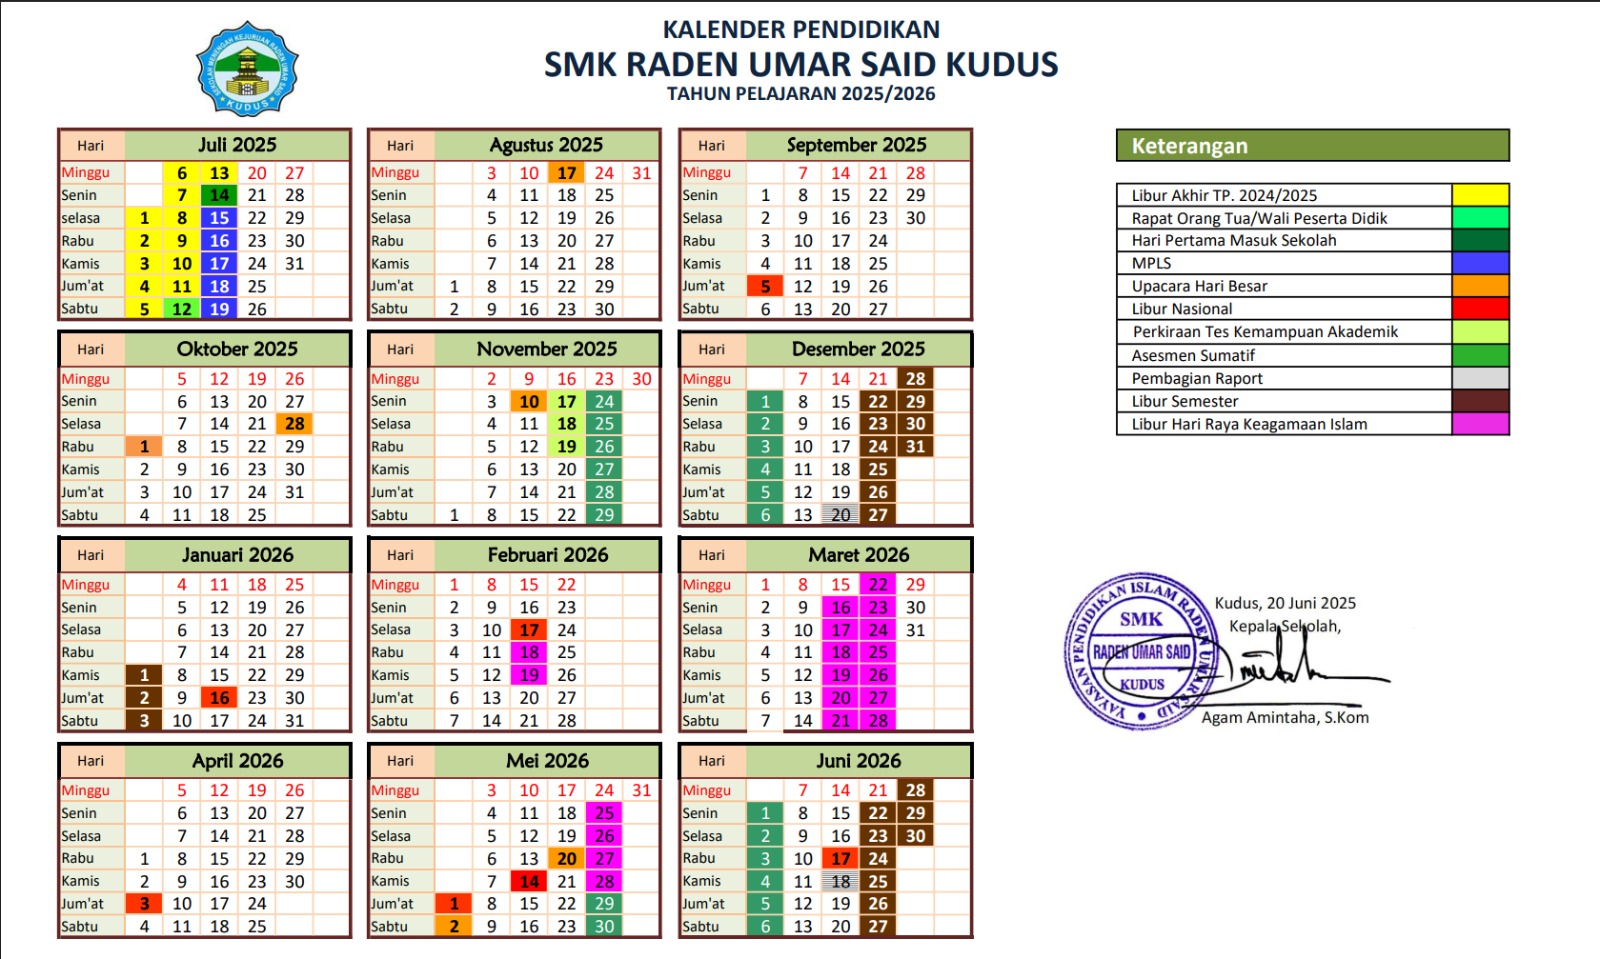 KALENDER PENDIDIKAN
SMK RADEN UMAR SAID KUDUS
TAHUN PELAJARAN 2025/2026
SEKOLAH MENENGAH KEJURUAN RADEN UMAR SAID
KUDUS
Hari Juli 2025
Minggu 6 13 20 27
Senin 7 14 21 28
selasa 1 8 15 22 29
Rabu 2 9 16 23 30
Kamis 3 10 17 24 31
Jum'at 4 11 18 25
Sabtu 5 12 19 26
Hari Agustus 2025
Minggu 3 10 17 24 31
Senin 4 11 18 25
Selasa 5 12 19 26
Rabu 6 13 20 27
Kamis 7 14 21 28
Jum'at 1 8 15 22 29
Sabtu 2 9 16 23 30
Hari September 2025
Minggu 7 14 21 28
Senin 1 8 15 22 29
Selasa 2 9 16 23 30
Rabu 3 10 17 24
Kamis 4 11 18 25
Jum'at 5 12 19 26
Sabtu 6 13 20 27
Hari Oktober 2025
Minggu 5 12 19 26
Senin 6 13 20 27
Selasa 7 14 21 28
Rabu 1 8 15 22 29
Kamis 2 9 16 23 30
Jum'at 3 10 17 24 31
Sabtu 4 11 18 25
Hari November 2025
Minggu 2 9 16 23 30
Senin 3 10 17 24
Selasa 4 11 18 25
Rabu 5 12 19 26
Kamis 6 13 20 27
Jum'at 7 14 21 28
Sabtu 1 8 15 22 29
Hari Desember 2025
Minggu 7 14 21 28
Senin 1 8 15 22 29
Selasa 2 9 16 23 30
Rabu 3 10 17 24 31
Kamis 4 11 18 25
Jum'at 5 12 19 26
Sabtu 6 13 20 27
Hari Januari 2026
Minggu 4 11 18 25
Senin 5 12 19 26
Selasa 6 13 20 27
Rabu 7 14 21 28
Kamis 1 8 15 22 29
Jum'at 2 9 16 23 30
Sabtu 3 10 17 24 31
Hari Februari 2026
Minggu 1 8 15 22
Senin 2 9 16 23
Selasa 3 10 17 24
Rabu 4 11 18 25
Kamis 5 12 19 26
Jum'at 6 13 20 27
Sabtu 7 14 21 28
Hari Maret 2026
Minggu 1 8 15 22 29
Senin 2 9 16 23 30
Selasa 3 10 17 24 31
Rabu 4 11 18 25
Kamis 5 12 19 26
Jum'at 6 13 20 27
Sabtu 7 14 21 28
Hari April 2026
Minggu 5 12 19 26
Senin 6 13 20 27
Selasa 7 14 21 28
Rabu 1 8 15 22 29
Kamis 2 9 16 23 30
Jum'at 3 10 17 24
Sabtu 4 11 18 25
Hari Mei 2026
Minggu 3 10 17 24 31
Senin 4 11 18 25
Selasa 5 12 19 26
Rabu 6 13 20 27
Kamis 7 14 21 28
Jum'at 1 8 15 22 29
Sabtu 2 9 16 23 30
Hari Juni 2026
Minggu 7 14 21 28
Senin 1 8 15 22 29
Selasa 2 9 16 23 30
Rabu 3 10 17 24
Kamis 4 11 18 25
Jum'at 5 12 19 26
Sabtu 6 13 20 27
Keterangan
Libur Akhir TP. 2024/2025
Rapat Orang Tua/Wali Peserta Didik
Hari Pertama Masuk Sekolah
MPLS
Upacara Hari Besar
Libur Nasional
Perkiraan Tes Kemampuan Akademik
Asesmen Sumatif
Pembagian Raport
Libur Semester
Libur Hari Raya Keagamaan Islam
Kudus, 20 Juni 2025
Kepala Sekolah,
YAYASAN PENDIDIKAN ISLAM RADEN UMAR SAID
SMK
RADEN UMAR SAID
KUDUS
Agam Amintaha, S.Kom